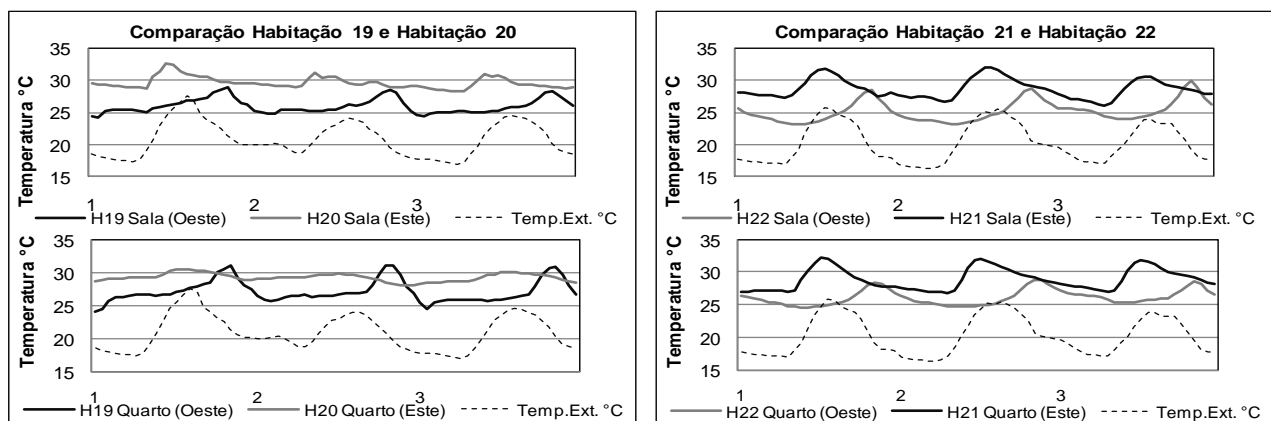 Comparação Habitação 19 e Habitação 20
Temperatura °C
35
30
25
20
15
1 2 3
H19 Sala (Oeste) H20 Sala (Este) Temp.Ext. °C
Temperatura °C
35
30
25
20
15
1 2 3
H19 Quarto (Oeste) H20 Quarto (Este) Temp.Ext. °C
Comparação Habitação 21 e Habitação 22
Temperatura °C
35
30
25
20
15
1 2 3
H22 Sala (Oeste) H21 Sala (Este) Temp.Ext. °C
Temperatura °C
35
30
25
20
15
1 2 3
H22 Quarto (Oeste) H21 Quarto (Este) Temp.Ext. °C